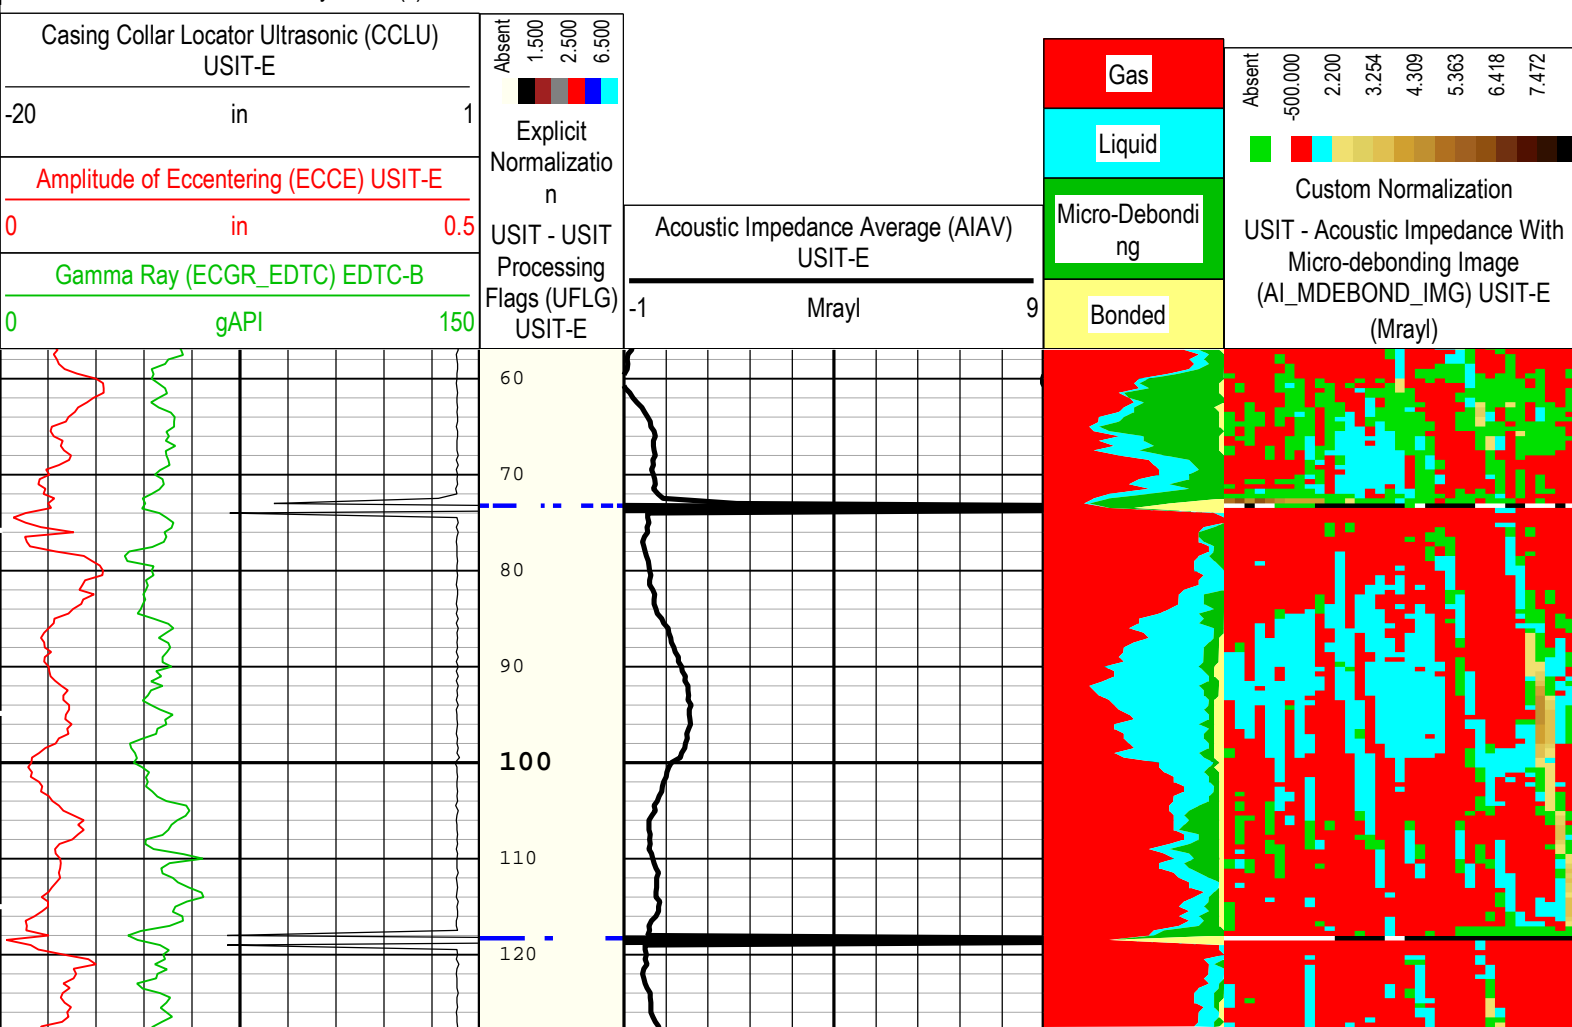 Casing Collar Locator Ultrasonic (CCLU)
USIT-E
-20 in 1
Amplitude of Eccentering (ECCE) USIT-E
0 in 0.5
Gamma Ray (ECGR_EDTC) EDTC-B
0 gAPI 150
Absent
1.500
2.500
6.500
Explicit
Normalizatio
n
USIT - USIT
Processing
Flags (UFLG)
USIT-E
Acoustic Impedance Average (AIAV)
USIT-E
-1 Mrayl 9
Gas
Liquid
Micro-Debondi
ng
Bonded
Absent
-500.000
2.200
3.254
4.309
5.363
6.418
7.472
Custom Normalization
USIT - Acoustic Impedance With
Micro-debonding Image
(AI_MDEBOND_IMG) USIT-E
(Mrayl)
60
70
80
90
100
110
120